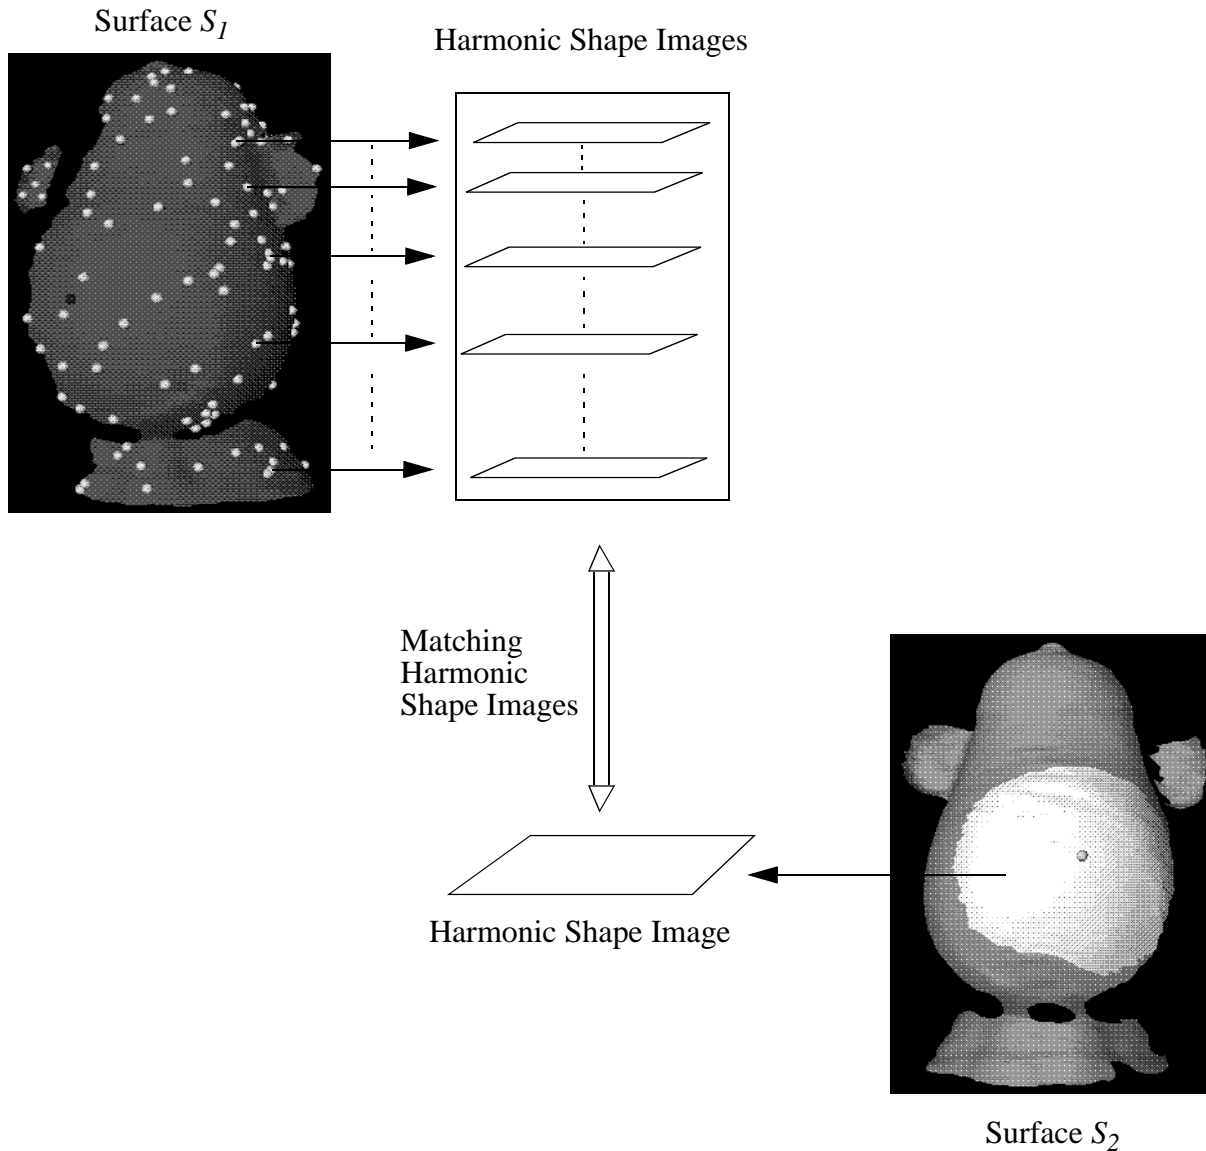 Surface S1
Harmonic Shape Images
Matching
Harmonic
Shape Images
Harmonic Shape Image
Surface S2